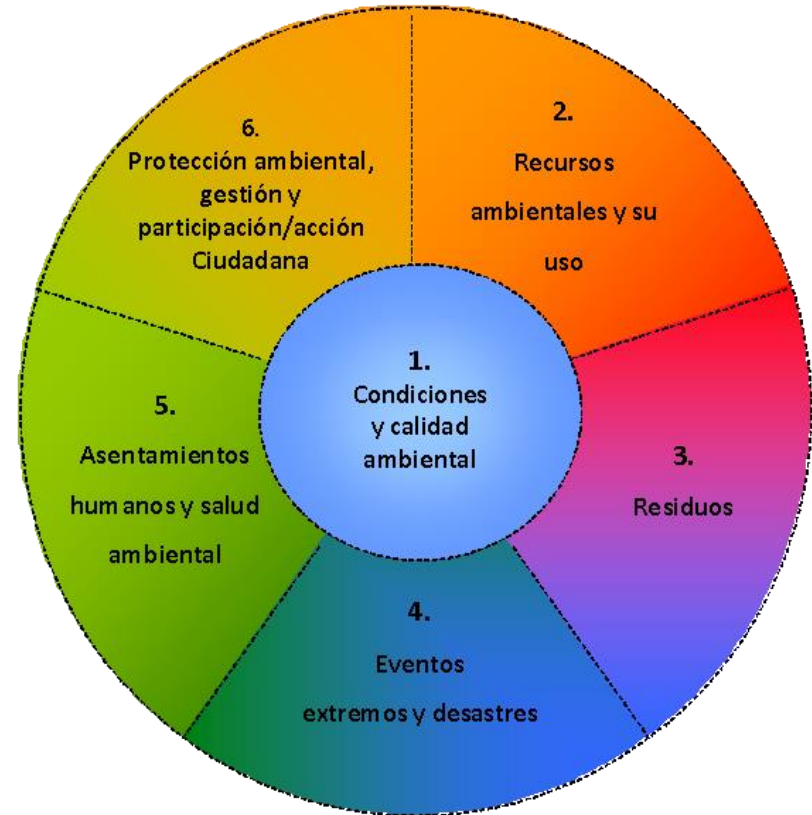 1.
Condiciones
y calidad
ambiental
2.
Recursos
ambientales y su
uso
3.
Residuos
4.
Eventos
extremos y desastres
5.
Asentamientos
humanos y salud
ambiental
6.
Protección ambiental,
gestión y
participación/acción
Ciudadana